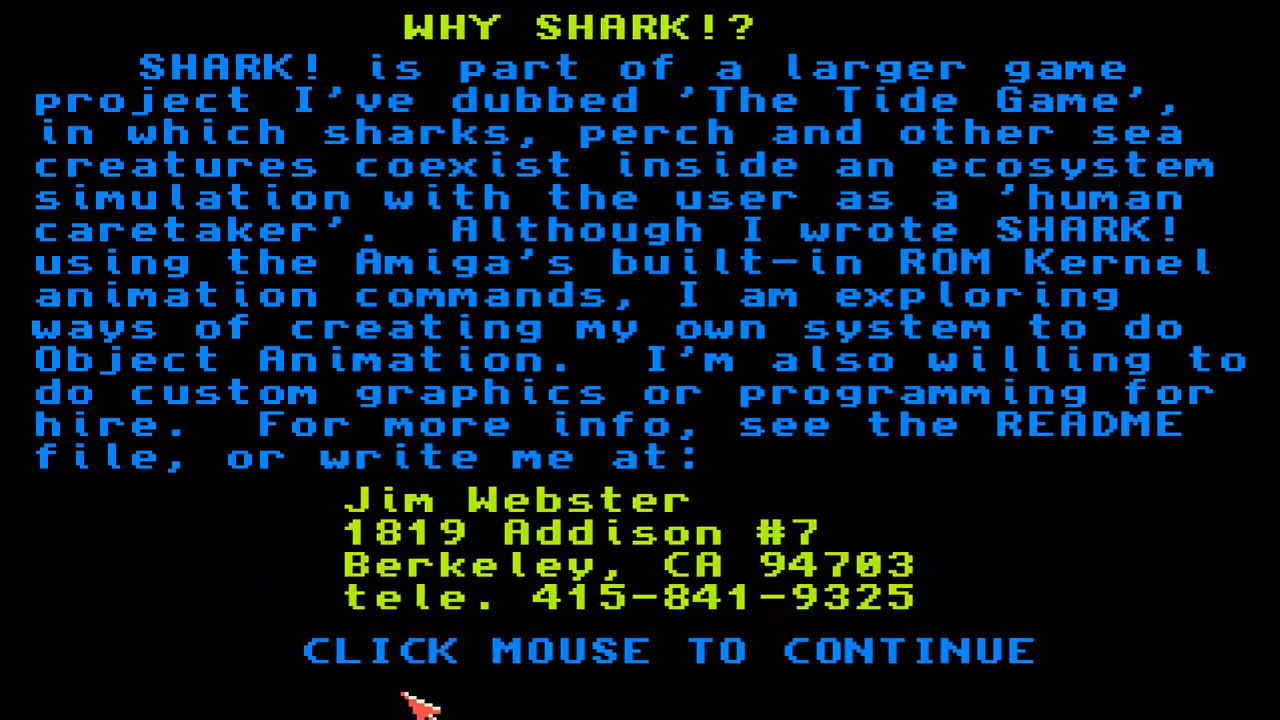 WHY SHARK!?
SHARK! is part of a larger game
project I've dubbed 'The Tide Game',
in which sharks, perch and other sea
creatures coexist inside an ecosystem
simulation with the user as a 'human
caretaker'. Although I wrote SHARK!
using the Amiga's built-in ROM Kernel
animation commands, I am exploring
ways of creating my own system to do
Object Animation. I'm also willing to
do custom graphics or programming for
hire. For more info, see the README
file, or write me at:
Jim Webster
1819 Addison #7
Berkeley, CA 94703
tele. 415-841-9325
CLICK MOUSE TO CONTINUE